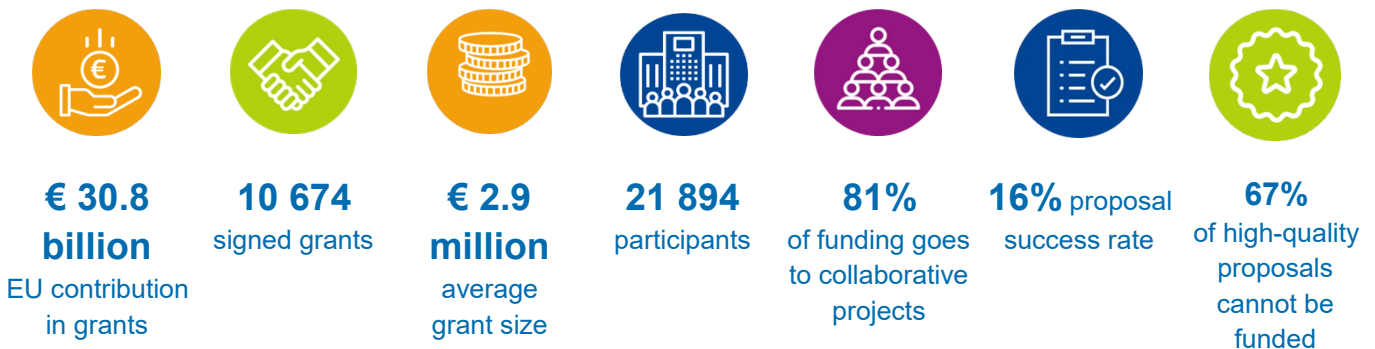 €
€ 30.8
billion
EU contribution
in grants
10 674
signed grants
€ 2.9
million
average
grant size
21 894
participants
81%
of funding goes
to collaborative
projects
16% proposal
success rate
67%
of high-quality
proposals
cannot be
funded